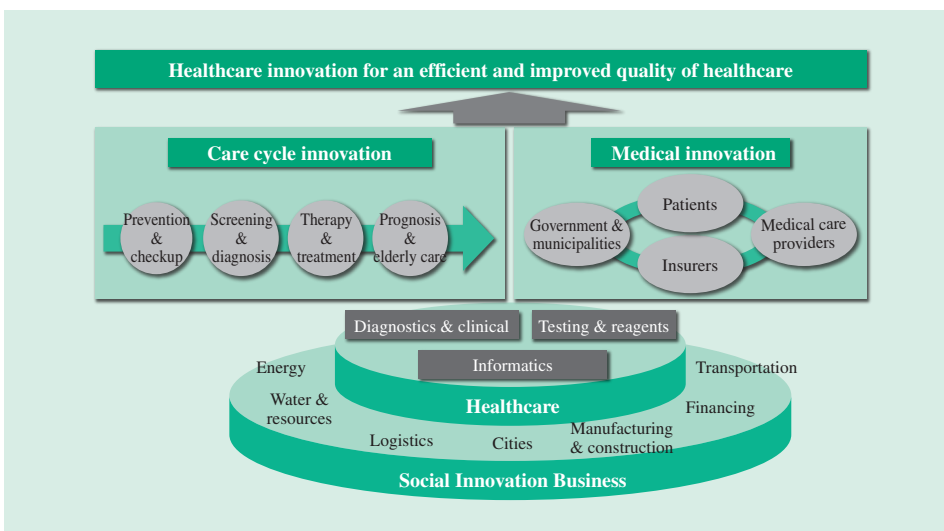 Healthcare innovation for an efficient and improved quality of healthcare
Care cycle innovation
Prevention
&
checkup
Screening
&
diagnosis
Therapy
&
treatment
Prognosis
&
elderly care
Medical innovation
Patients
Government &
municipalities
Medical care
providers
Insurers
Diagnostics & clinical
Testing & reagents
Informatics
Healthcare
Energy
Water &
resources
Logistics
Cities
Manufacturing
& construction
Financing
Transportation
Social Innovation Business